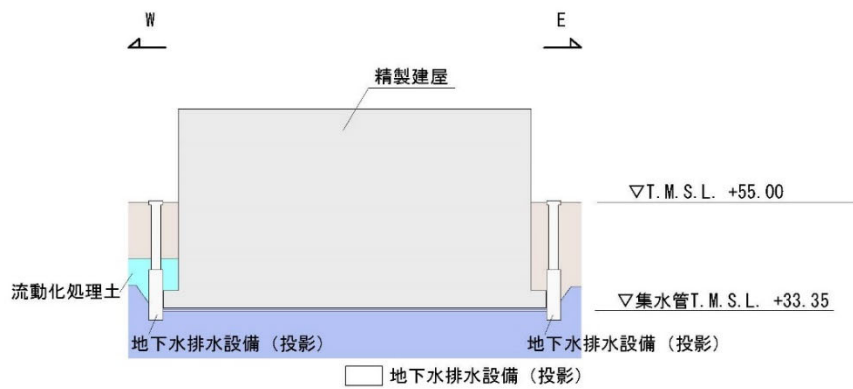 W
E
精製建屋
▽T.M.S.L. +55.00
流動化処理土
▽集水管T.M.S.L. +33.35
地下水排水設備（投影）
地下水排水設備（投影）
地下水排水設備（投影）